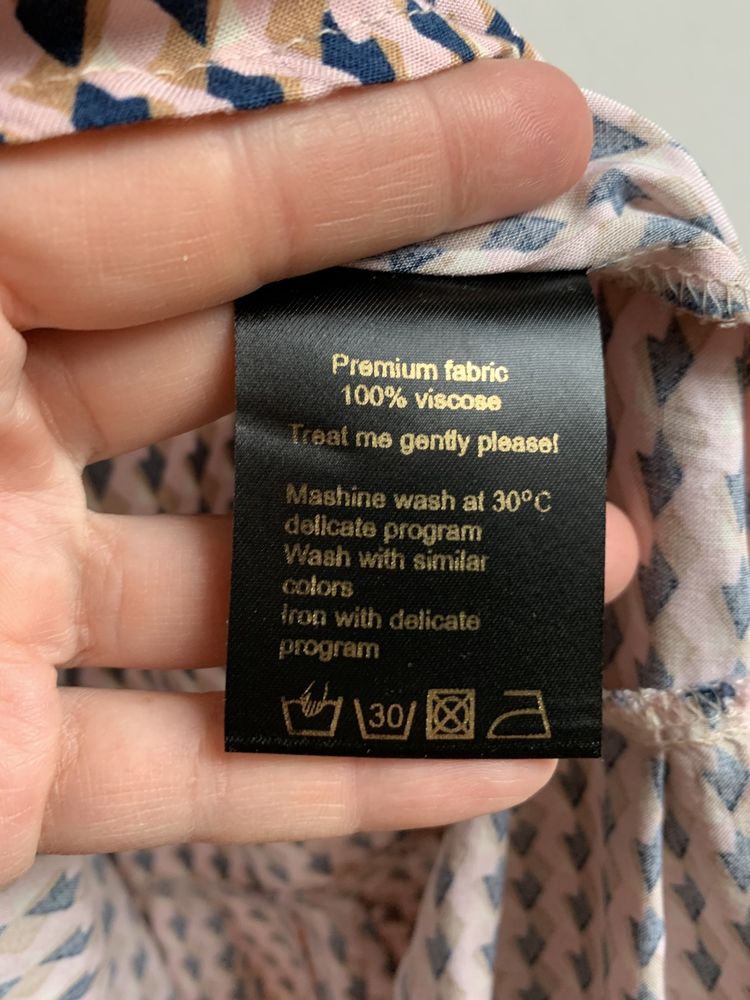 Premium fabric
100% viscose
Treat me gently please!
Mashine wash at 30°C
delicate program
Wash with similar
colors
Iron with delicate
program
30